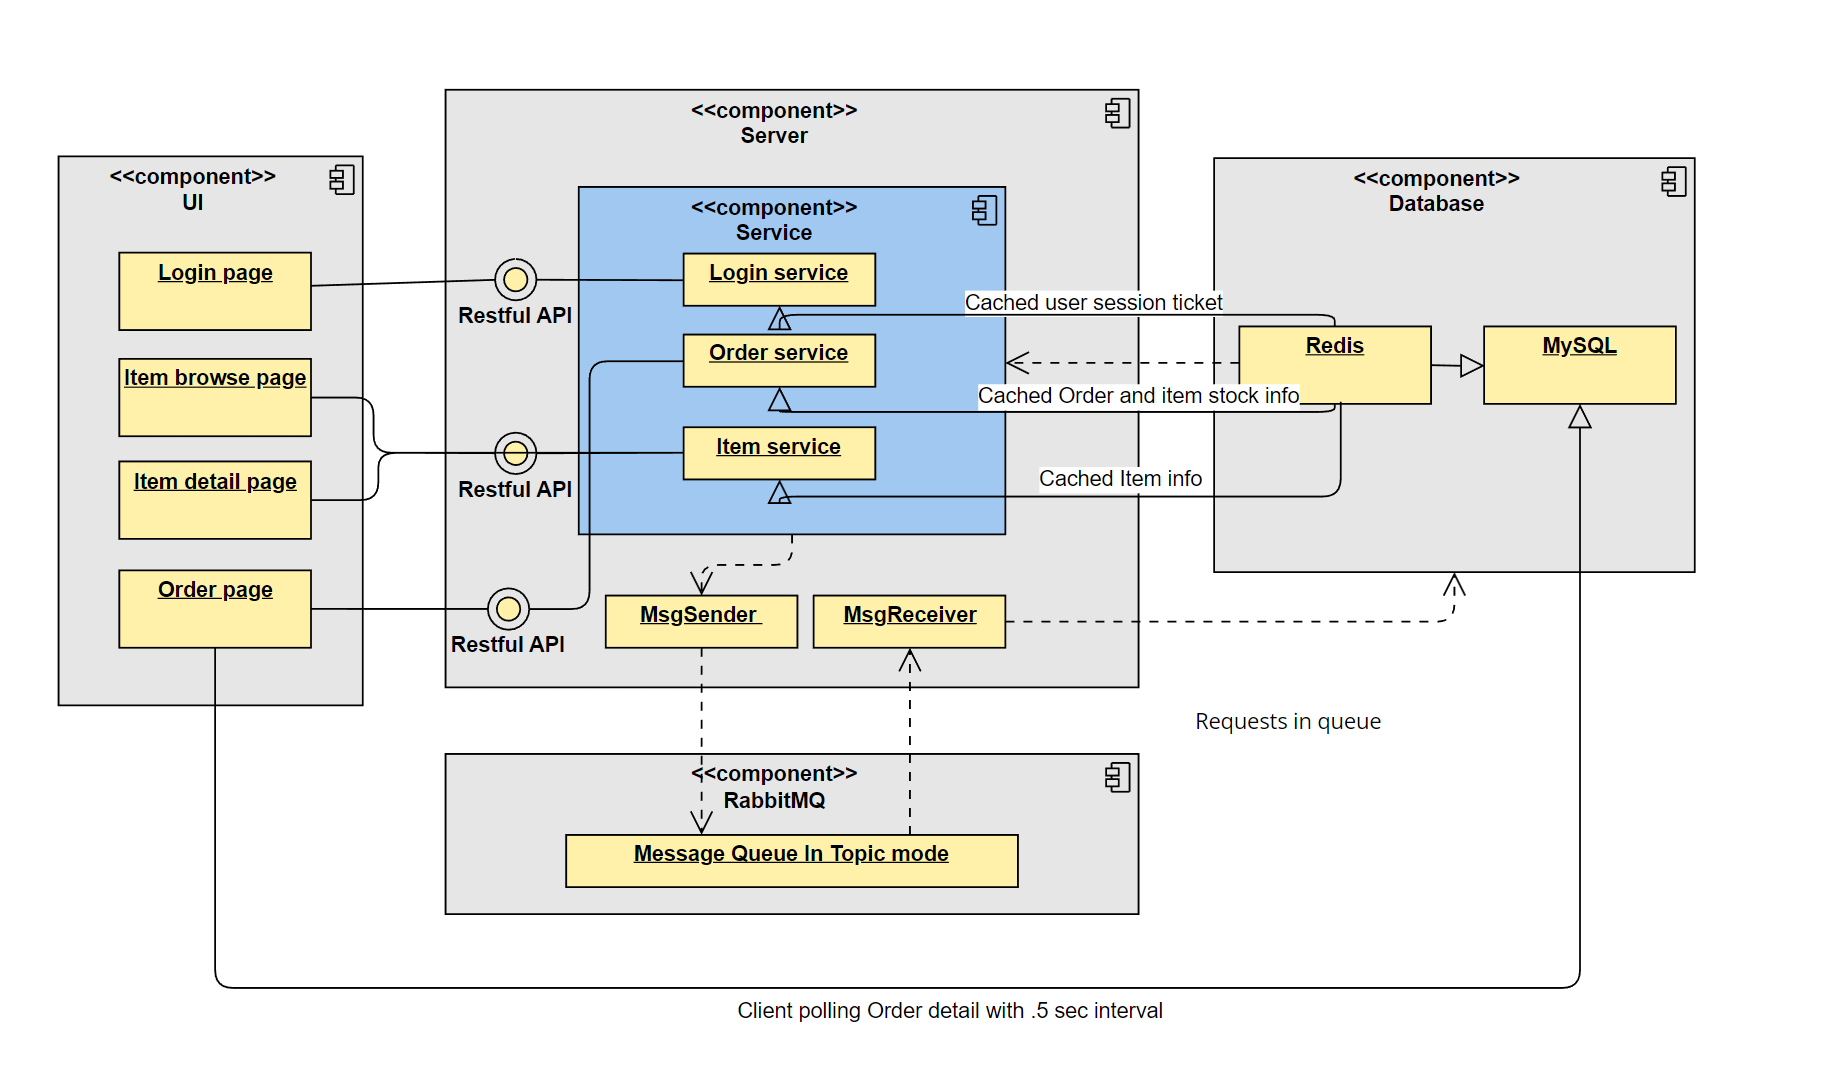 <<component>>
UI
Login page
Item browse page
Item detail page
Order page
<<component>>
Server
<<component>>
Service
Login service
Order service
Item service
Restful API
Restful API
Restful API
MsgSender
MsgReceiver
<<component>>
Database
Redis
MySQL
Cached user session ticket
Cached Order and item stock info
Cached Item info
Requests in queue
<<component>>
RabbitMQ
Message Queue In Topic mode
Client polling Order detail with .5 sec interval